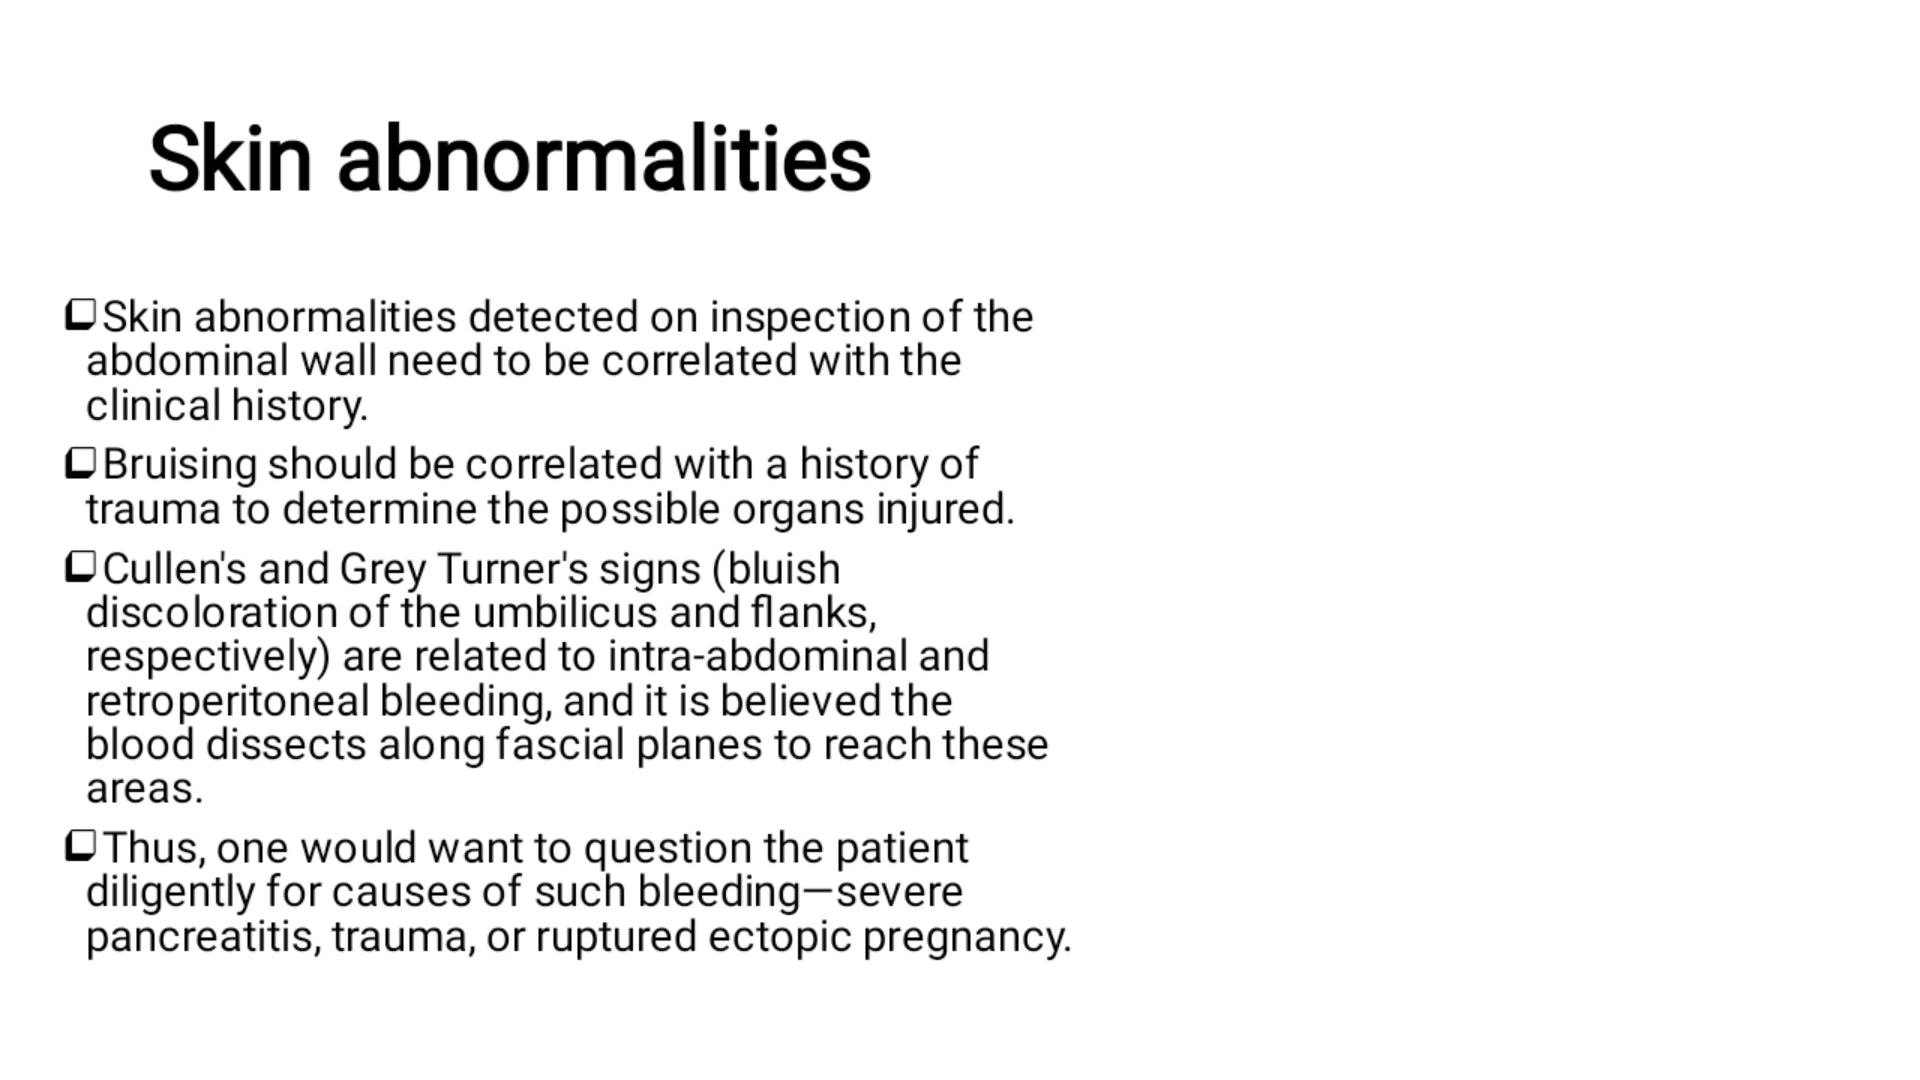 Skin abnormalities
❑Skin abnormalities detected on inspection of the
abdominal wall need to be correlated with the
clinical history.
❑Bruising should be correlated with a history of
trauma to determine the possible organs injured.
❑Cullen's and Grey Turner's signs (bluish
discoloration of the umbilicus and flanks,
respectively) are related to intra-abdominal and
retroperitoneal bleeding, and it is believed the
blood dissects along fascial planes to reach these
areas.
❑Thus, one would want to question the patient
diligently for causes of such bleeding—severe
pancreatitis, trauma, or ruptured ectopic pregnancy.